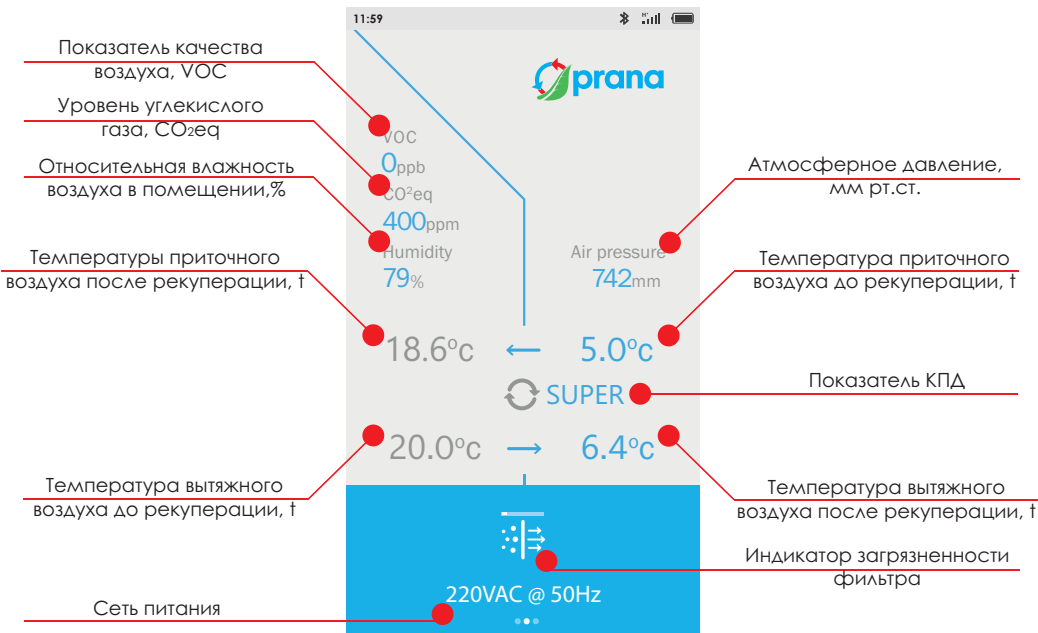 11:59
prana
Показатель качества
воздуха, VOC
Уровень углекислого
газа, CO2eq
Относительная влажность
воздуха в помещении,%
Температуры приточного
воздуха после рекуперации, t
Температура вытяжного
воздуха до рекуперации, t
Сеть питания
VOC
0ppb
CO²eq
400ppm
Humidity
79%
Air pressure
742mm
18.6°c
5.0°c
SUPER
20.0°c
6.4°c
220VAC @ 50Hz
Атмосферное давление,
мм рт.ст.
Температура приточного
воздуха до рекуперации, t
Показатель КПД
Температура вытяжного
воздуха после рекуперации, t
Индикатор загрязненности
фильтра